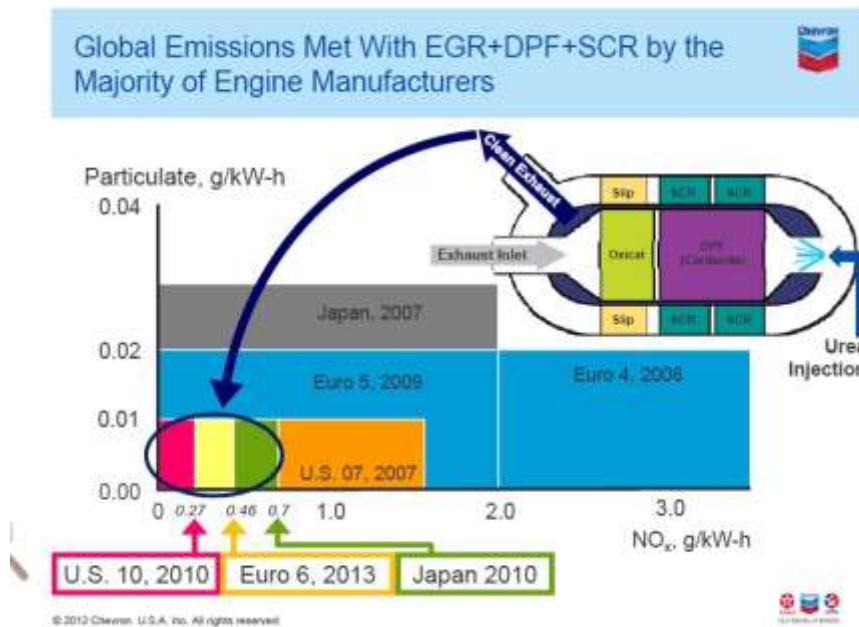 Global Emissions Met With EGR+DPF+SCR by the
Majority of Engine Manufacturers
Chevron
Particulate, g/kW-h
Clean Exhaust
0.04
Slip SCR SCR
Exhaust Inlet
Oxicat
DPF
Slip SCR SCR
Urea
Injection
Japan, 2007
0.02
Euro 5, 2009
Euro 4, 2006
0.01
U.S. 07, 2007
0.00
0 0.27 0.46 0.7 1.0 2.0 3.0
NOx, g/kW-h
U.S. 10, 2010
Euro 6, 2013
Japan 2010
© 2012 Chevron U.S.A. Inc. All rights reserved.